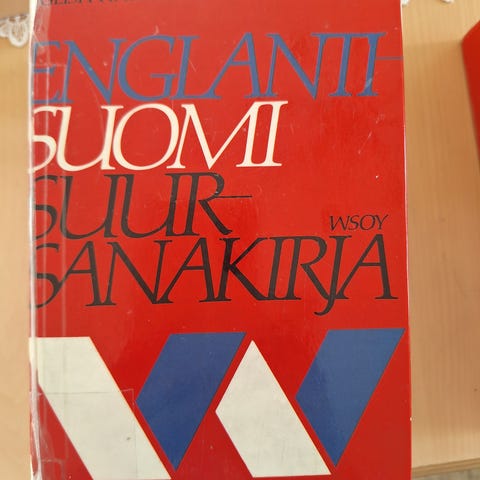 ENGLANTI-
SUOMI
SUUR-
WSOY
SANAKIRJA